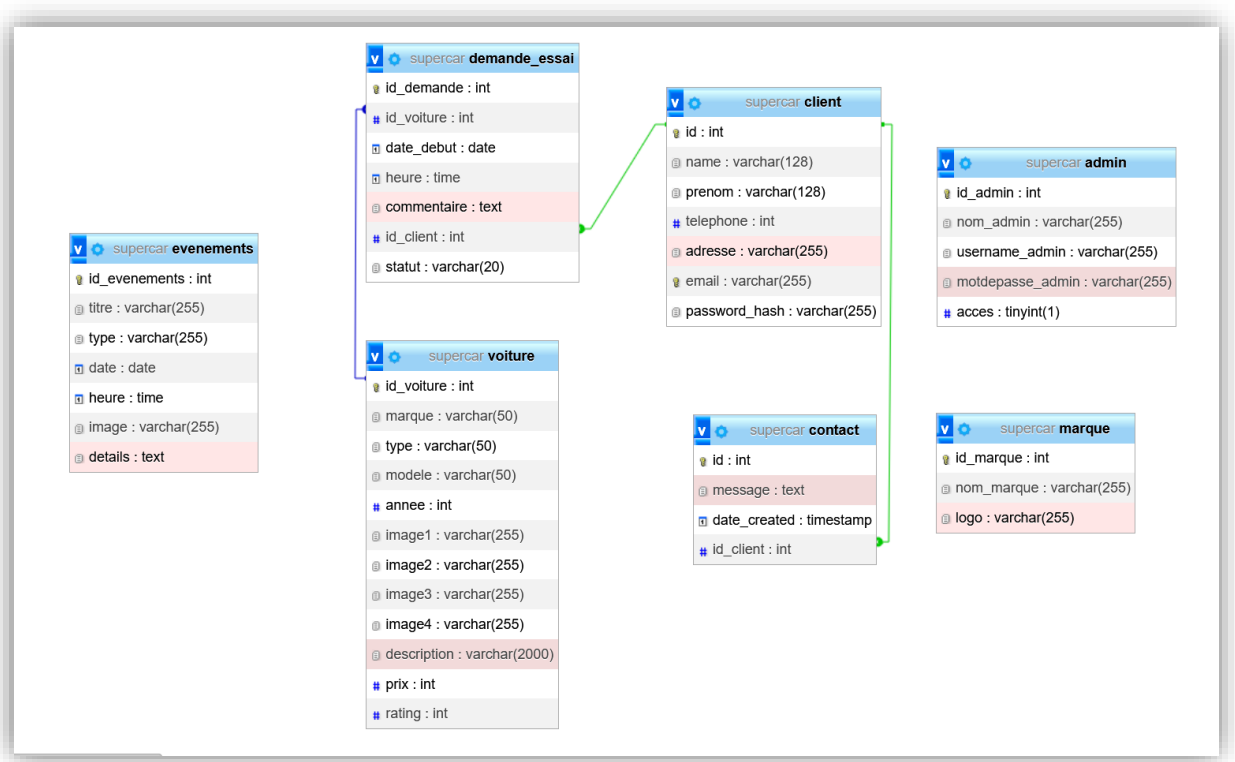 v supercar demande_essai
id_demande : int
# id_voiture : int
date_debut : date
heure : time
commentaire : text
# id_client : int
statut : varchar(20)
v supercar client
id : int
name : varchar(128)
prenom : varchar(128)
# telephone : int
adresse : varchar(255)
email : varchar(255)
password_hash : varchar(255)
v supercar admin
id_admin : int
nom_admin : varchar(255)
username_admin : varchar(255)
motdepasse_admin : varchar(255)
# acces : tinyint(1)
v supercar evenements
id_evenements : int
titre : varchar(255)
type : varchar(255)
date : date
heure : time
image : varchar(255)
details : text
v supercar voiture
id_voiture : int
marque : varchar(50)
type : varchar(50)
modele : varchar(50)
# annee : int
image1 : varchar(255)
image2 : varchar(255)
image3 : varchar(255)
image4 : varchar(255)
description : varchar(2000)
# prix : int
# rating : int
v supercar contact
id : int
message : text
date_created : timestamp
# id_client : int
v supercar marque
id_marque : int
nom_marque : varchar(255)
logo : varchar(255)